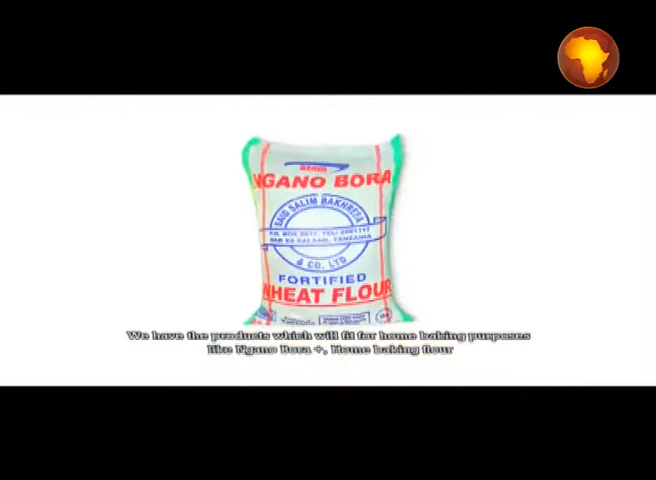 AZAM
NGANO BORA
SAID SALIM BAKHRESA
P.O. BOX 2517, TEL: 2861117
DAR ES SALAAM, TANZANIA
& CO. LTD
FORTIFIED
WHEAT FLOUR
We have the products which will fit for home baking purposes
like Ngano Bora +, Home baking flour